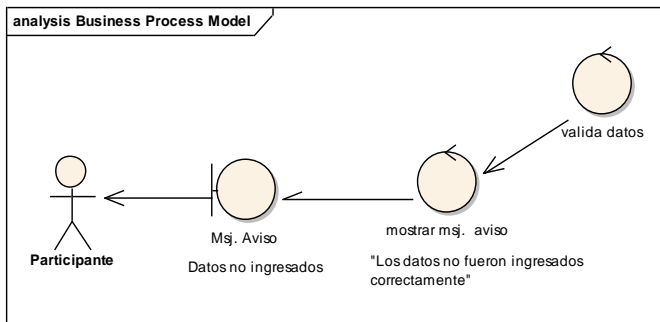 analysis Business Process Model
valida datos
Participante
Msj. Aviso
Datos no ingresados
mostrar msj. aviso
"Los datos no fueron ingresados
correctamente"